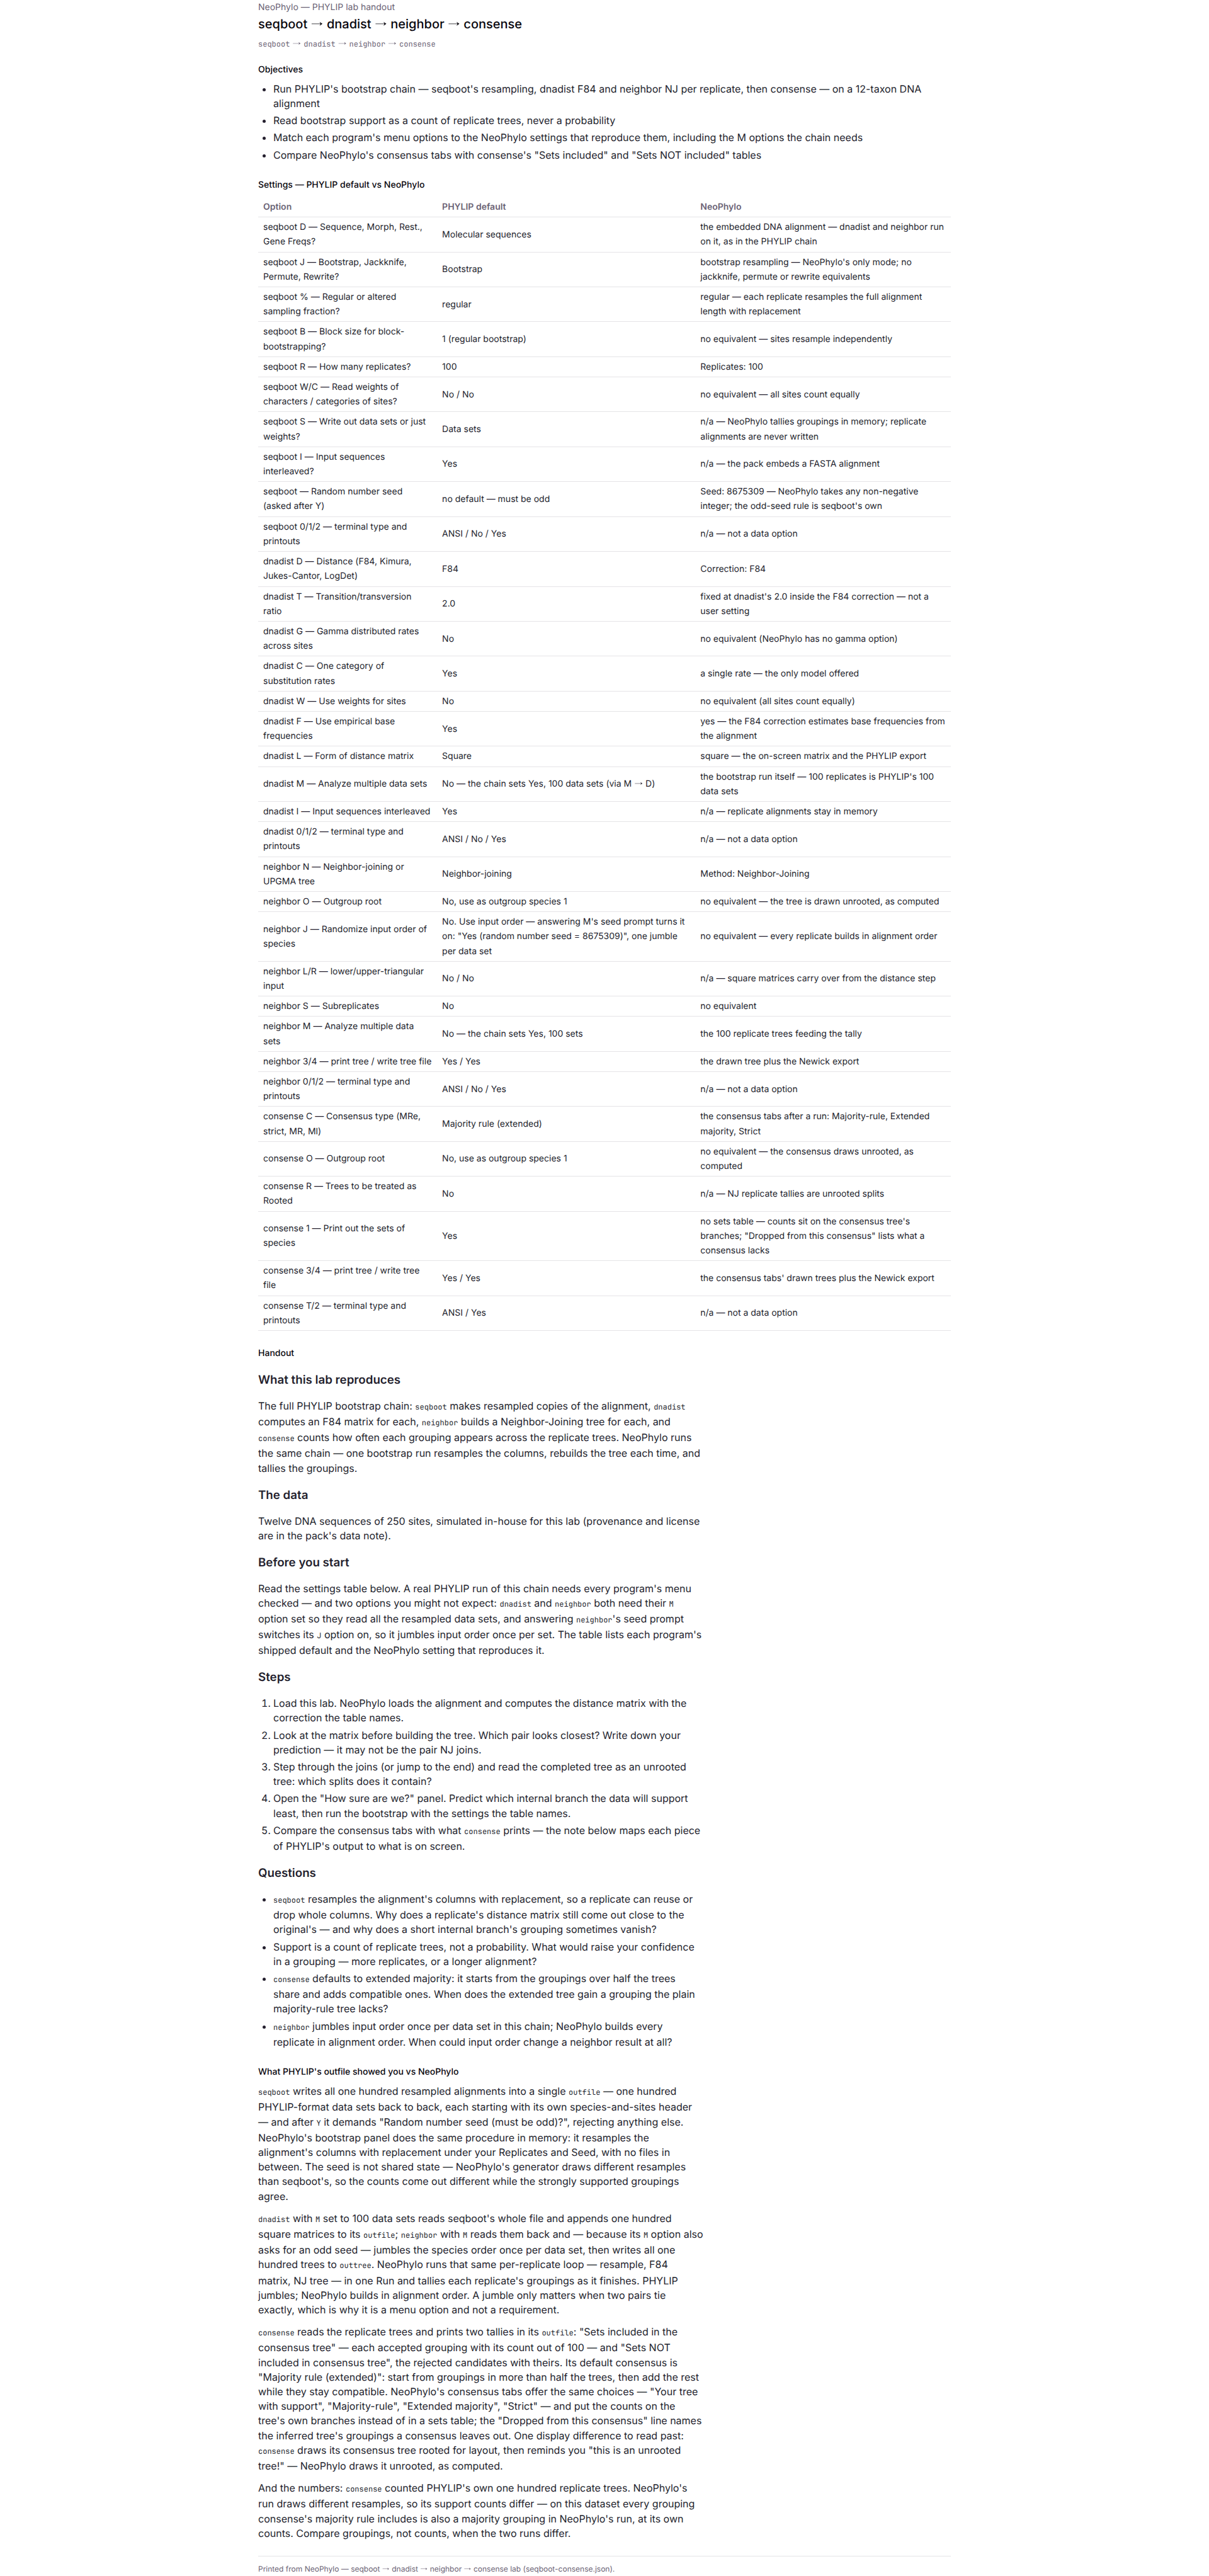 NeoPhylo — PHYLIP lab handout
seqboot → dnadist → neighbor → consense
seqboot → dnadist → neighbor → consense
Objectives
• Run PHYLIP's bootstrap chain — seqboot's resampling, dnadist F84 and neighbor NJ per replicate, then consense — on a 12-taxon DNA
alignment
• Read bootstrap support as a count of replicate trees, never a probability
• Match each program's menu options to the NeoPhylo settings that reproduce them, including the M options the chain needs
• Compare NeoPhylo's consensus tabs with consense's "Sets included" and "Sets NOT included" tables
Settings — PHYLIP default vs NeoPhylo
Option PHYLIP default NeoPhylo
seqboot D — Sequence, Morph, Rest.,
Gene Freqs?
Molecular sequences
the embedded DNA alignment — dnadist and neighbor run
on it, as in the PHYLIP chain
seqboot J — Bootstrap, Jackknife,
Permute, Rewrite?
Bootstrap
bootstrap resampling — NeoPhylo's only mode; no
jackknife, permute or rewrite equivalents
seqboot % — Regular or altered
sampling fraction?
regular
regular — each replicate resamples the full alignment
length with replacement
seqboot B — Block size for block-
bootstrapping?
1 (regular bootstrap)
no equivalent — sites resample independently
seqboot R — How many replicates?
100
Replicates: 100
seqboot W/C — Read weights of
characters / categories of sites?
No / No
no equivalent — all sites count equally
seqboot S — Write out data sets or just
weights?
Data sets
n/a — NeoPhylo tallies groupings in memory; replicate
alignments are never written
seqboot I — Input sequences
interleaved?
Yes
n/a — the pack embeds a FASTA alignment
seqboot — Random number seed
(asked after Y)
no default — must be odd
Seed: 8675309 — NeoPhylo takes any non-negative
integer; the odd-seed rule is seqboot's own
seqboot 0/1/2 — terminal type and
printouts
ANSI / No / Yes
n/a — not a data option
dnadist D — Distance (F84, Kimura,
Jukes-Cantor, LogDet)
F84
Correction: F84
dnadist T — Transition/transversion
ratio
2.0
fixed at dnadist's 2.0 inside the F84 correction — not a
user setting
dnadist G — Gamma distributed rates
across sites
No
no equivalent (NeoPhylo has no gamma option)
dnadist C — One category of
substitution rates
Yes
a single rate — the only model offered
dnadist W — Use weights for sites
No
no equivalent (all sites count equally)
dnadist F — Use empirical base
frequencies
Yes
yes — the F84 correction estimates base frequencies from
the alignment
dnadist L — Form of distance matrix
Square
square — the on-screen matrix and the PHYLIP export
dnadist M — Analyze multiple data sets
No — the chain sets Yes, 100 data sets (via M → D)
the bootstrap run itself — 100 replicates is PHYLIP's 100
data sets
dnadist I — Input sequences interleaved
Yes
n/a — replicate alignments stay in memory
dnadist 0/1/2 — terminal type and
printouts
ANSI / No / Yes
n/a — not a data option
neighbor N — Neighbor-joining or
UPGMA tree
Neighbor-joining
Method: Neighbor-Joining
neighbor O — Outgroup root
No, use as outgroup species 1
no equivalent — the tree is drawn unrooted, as computed
neighbor J — Randomize input order of
species
No. Use input order — answering M's seed prompt turns it
on: "Yes (random number seed = 8675309)", one jumble
per data set
no equivalent — every replicate builds in alignment order
neighbor L/R — lower/upper-triangular
input
No / No
n/a — square matrices carry over from the distance step
neighbor S — Subreplicates
No
no equivalent
neighbor M — Analyze multiple data
sets
No — the chain sets Yes, 100 sets
the 100 replicate trees feeding the tally
neighbor 3/4 — print tree / write tree file
Yes / Yes
the drawn tree plus the Newick export
neighbor 0/1/2 — terminal type and
printouts
ANSI / No / Yes
n/a — not a data option
consense C — Consensus type (MRe,
strict, MR, Ml)
Majority rule (extended)
the consensus tabs after a run: Majority-rule, Extended
majority, Strict
consense O — Outgroup root
No, use as outgroup species 1
no equivalent — the consensus draws unrooted, as
computed
consense R — Trees to be treated as
Rooted
No
n/a — NJ replicate tallies are unrooted splits
consense 1 — Print out the sets of
species
Yes
no sets table — counts sit on the consensus tree's
branches; "Dropped from this consensus" lists what a
consensus lacks
consense 3/4 — print tree / write tree
file
Yes / Yes
the consensus tabs' drawn trees plus the Newick export
consense T/2 — terminal type and
printouts
ANSI / Yes
n/a — not a data option
Handout
What this lab reproduces
The full PHYLIP bootstrap chain: seqboot makes resampled copies of the alignment, dnadist
computes an F84 matrix for each, neighbor builds a Neighbor-Joining tree for each, and
consense counts how often each grouping appears across the replicate trees. NeoPhylo runs
the same chain — one bootstrap run resamples the columns, rebuilds the tree each time, and
tallies the groupings.
The data
Twelve DNA sequences of 250 sites, simulated in-house for this lab (provenance and license
are in the pack's data note).
Before you start
Read the settings table below. A real PHYLIP run of this chain needs every program's menu
checked — and two options you might not expect: dnadist and neighbor both need their M
option set so they read all the resampled data sets, and answering neighbor's seed prompt
switches its J option on, so it jumbles input order once per set. The table lists each program's
shipped default and the NeoPhylo setting that reproduces it.
Steps
1. Load this lab. NeoPhylo loads the alignment and computes the distance matrix with the
correction the table names.
2. Look at the matrix before building the tree. Which pair looks closest? Write down your
prediction — it may not be the pair NJ joins.
3. Step through the joins (or jump to the end) and read the completed tree as an unrooted
tree: which splits does it contain?
4. Open the "How sure are we?" panel. Predict which internal branch the data will support
least, then run the bootstrap with the settings the table names.
5. Compare the consensus tabs with what consense prints — the note below maps each piece
of PHYLIP's output to what is on screen.
Questions
• seqboot resamples the alignment's columns with replacement, so a replicate can reuse or
drop whole columns. Why does a replicate's distance matrix still come out close to the
original's — and why does a short internal branch's grouping sometimes vanish?
• Support is a count of replicate trees, not a probability. What would raise your confidence
in a grouping — more replicates, or a longer alignment?
• consense defaults to extended majority: it starts from the groupings over half the trees
share and adds compatible ones. When does the extended tree gain a grouping the plain
majority-rule tree lacks?
• neighbor jumbles input order once per data set in this chain; NeoPhylo builds every
replicate in alignment order. When could input order change a neighbor result at all?
What PHYLIP's outfile showed you vs NeoPhylo
seqboot writes all one hundred resampled alignments into a single outfile — one hundred
PHYLIP-format data sets back to back, each starting with its own species-and-sites header
— and after Y it demands "Random number seed (must be odd)?", rejecting anything else.
NeoPhylo's bootstrap panel does the same procedure in memory: it resamples the
alignment's columns with replacement under your Replicates and Seed, with no files in
between. The seed is not shared state — NeoPhylo's generator draws different resamples
than seqboot's, so the counts come out different while the strongly supported groupings
agree.
dnadist with M set to 100 data sets reads seqboot's whole file and appends one hundred
square matrices to its outfile; neighbor with M reads them back and — because its M option also
asks for an odd seed — jumbles the species order once per data set, then writes all one
hundred trees to outtree. NeoPhylo runs that same per-replicate loop — resample, F84
matrix, NJ tree — in one Run and tallies each replicate's groupings as it finishes. PHYLIP
jumbles; NeoPhylo builds in alignment order. A jumble only matters when two pairs tie
exactly, which is why it is a menu option and not a requirement.
consense reads the replicate trees and prints two tallies in its outfile: "Sets included in the
consensus tree" — each accepted grouping with its count out of 100 — and "Sets NOT
included in consensus tree", the rejected candidates with theirs. Its default consensus is
"Majority rule (extended)": start from groupings in more than half the trees, then add the rest
while they stay compatible. NeoPhylo's consensus tabs offer the same choices — "Your tree
with support", "Majority-rule", "Extended majority", "Strict" — and put the counts on the
tree's own branches instead of in a sets table; the "Dropped from this consensus" line names
the inferred tree's groupings a consensus leaves out. One display difference to read past:
consense draws its consensus tree rooted for layout, then reminds you "this is an unrooted
tree!" — NeoPhylo draws it unrooted, as computed.
And the numbers: consense counted PHYLIP's own one hundred replicate trees. NeoPhylo's
run draws different resamples, so its support counts differ — on this dataset every grouping
consense's majority rule includes is also a majority grouping in NeoPhylo's run, at its own
counts. Compare groupings, not counts, when the two runs differ.
Printed from NeoPhylo — seqboot → dnadist → neighbor → consense lab (seqboot-consense.json).